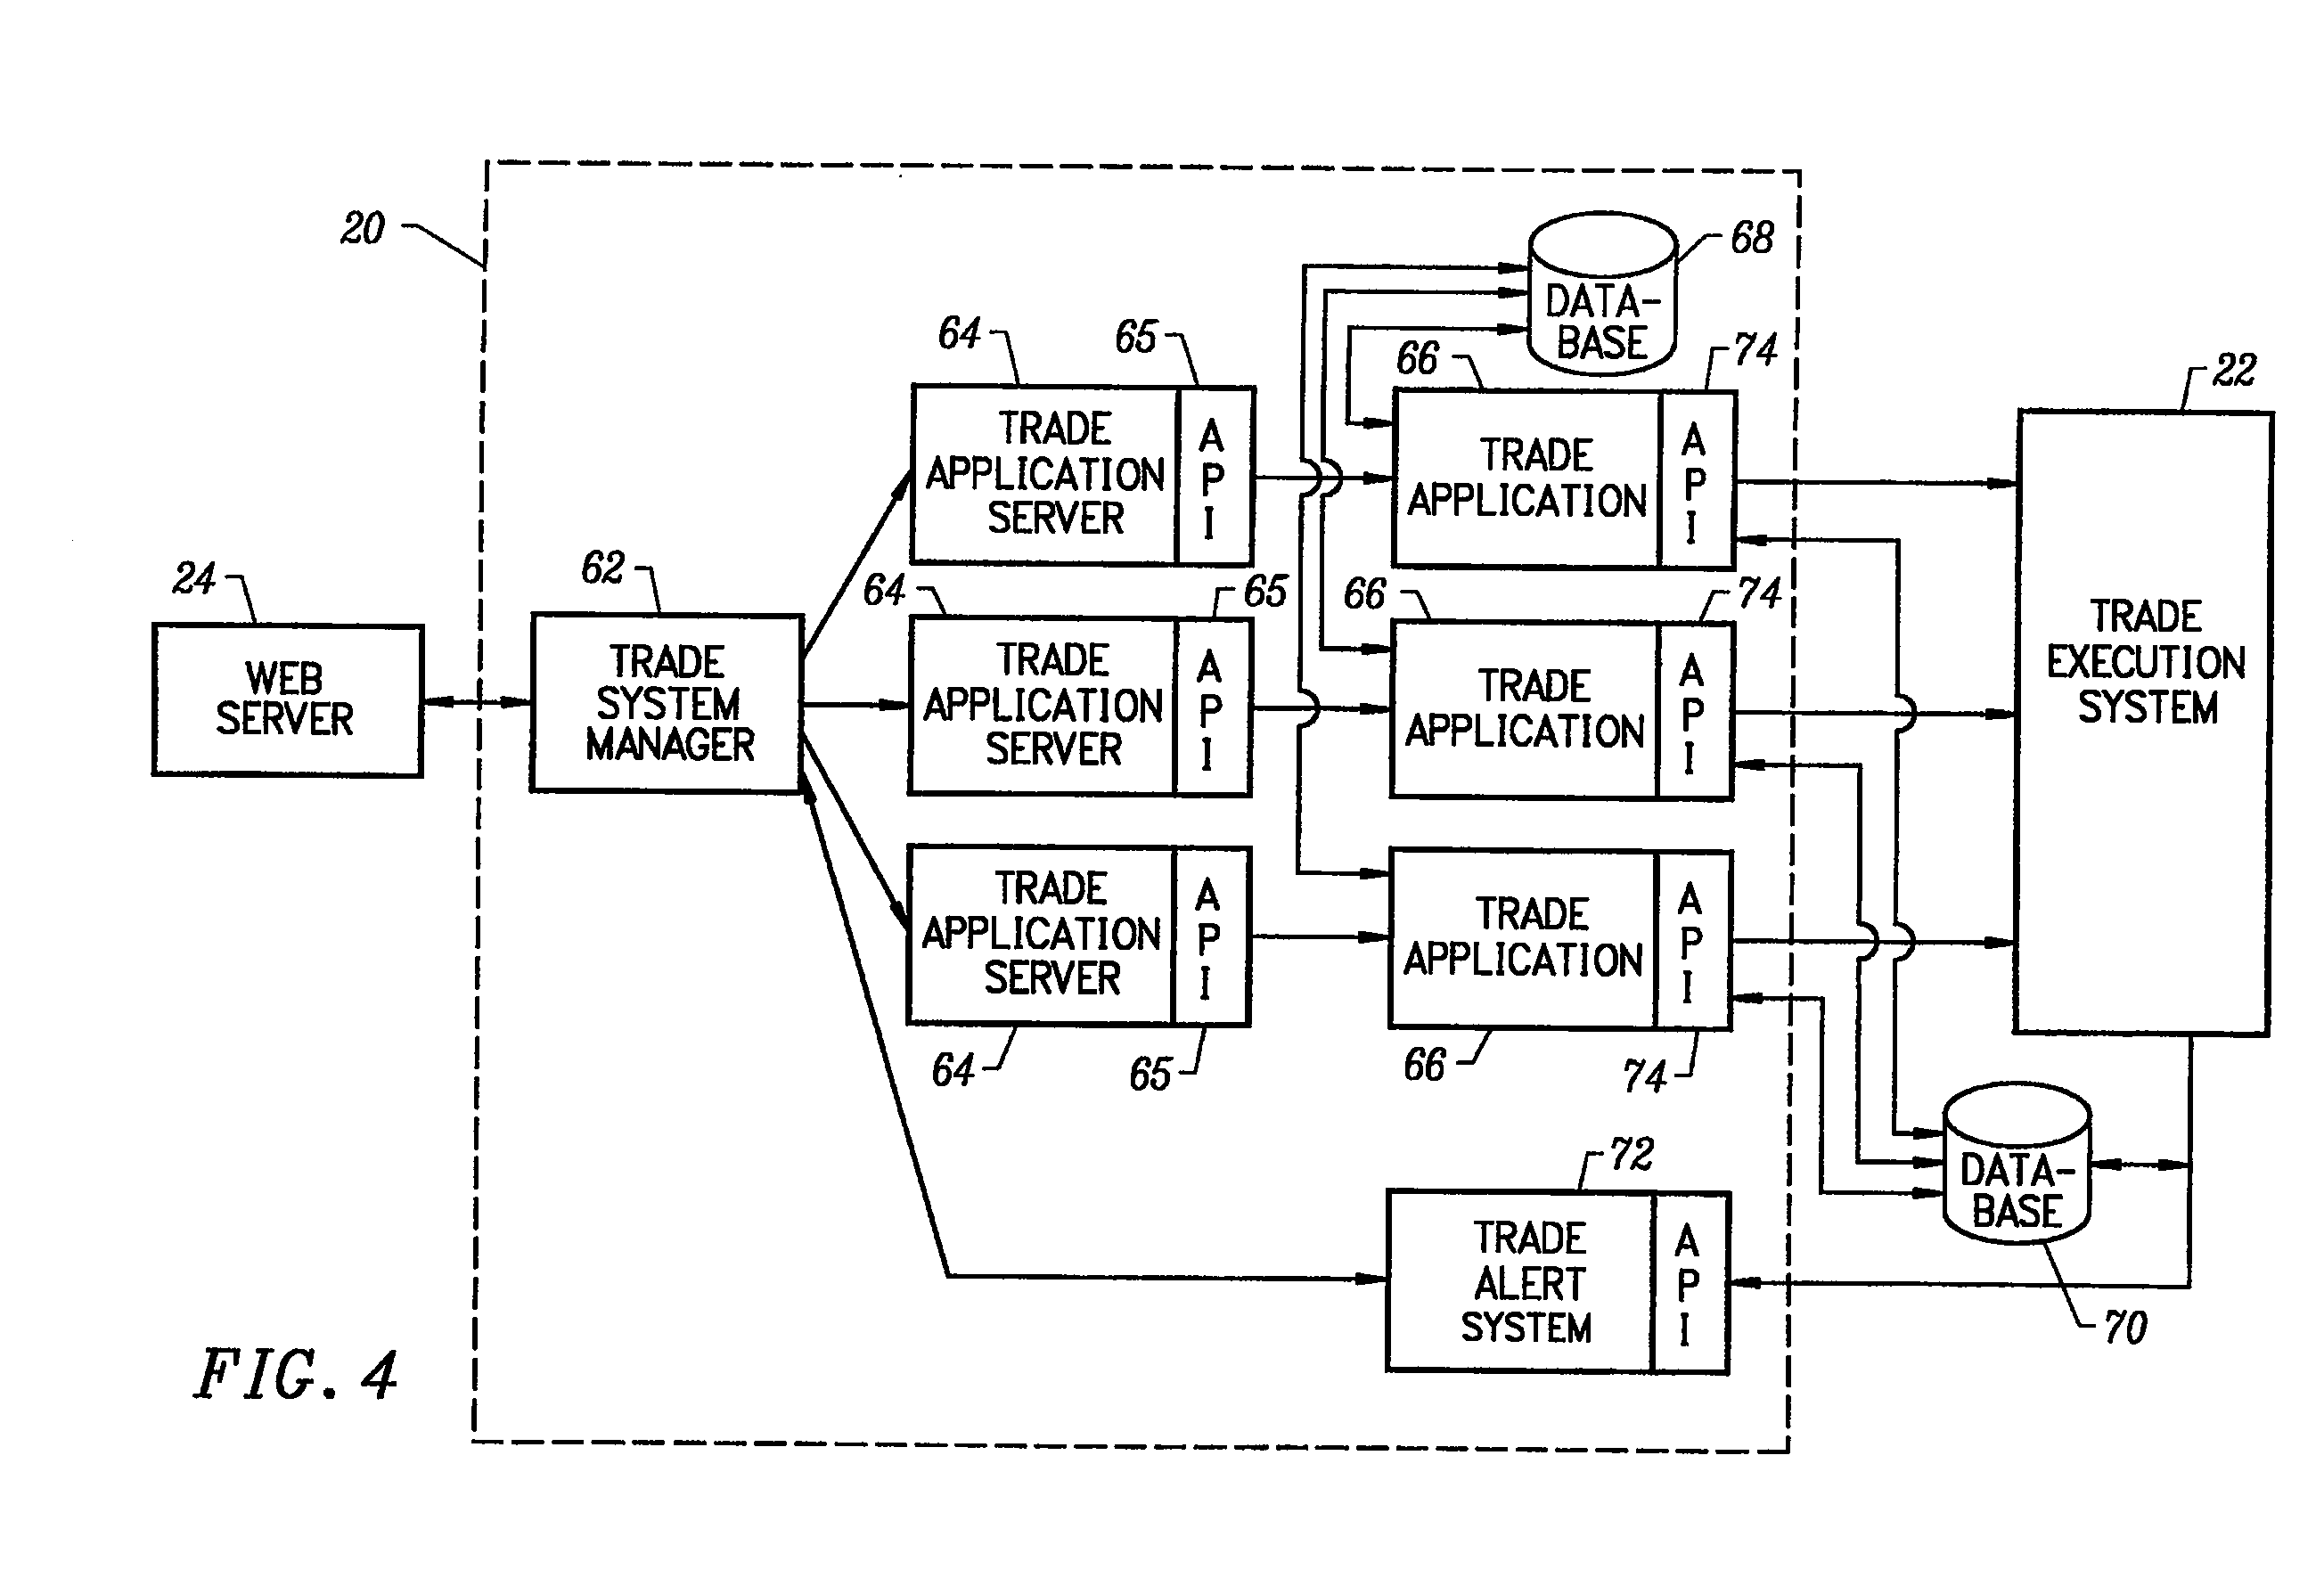 20
68
DATA-
BASE
64
65
66
74
22
TRADE
APPLICATION
SERVER
A
P
I
TRADE
APPLICATION
A
P
I
24
62
64
65
66
74
WEB
SERVER
TRADE
SYSTEM
MANAGER
TRADE
APPLICATION
SERVER
A
P
I
TRADE
APPLICATION
A
P
I
TRADE
EXECUTION
SYSTEM
TRADE
APPLICATION
SERVER
A
P
I
TRADE
APPLICATION
A
P
I
64
65
66
74
72
TRADE
ALERT
SYSTEM
A
P
I
DATA-
BASE
70
FIG. 4